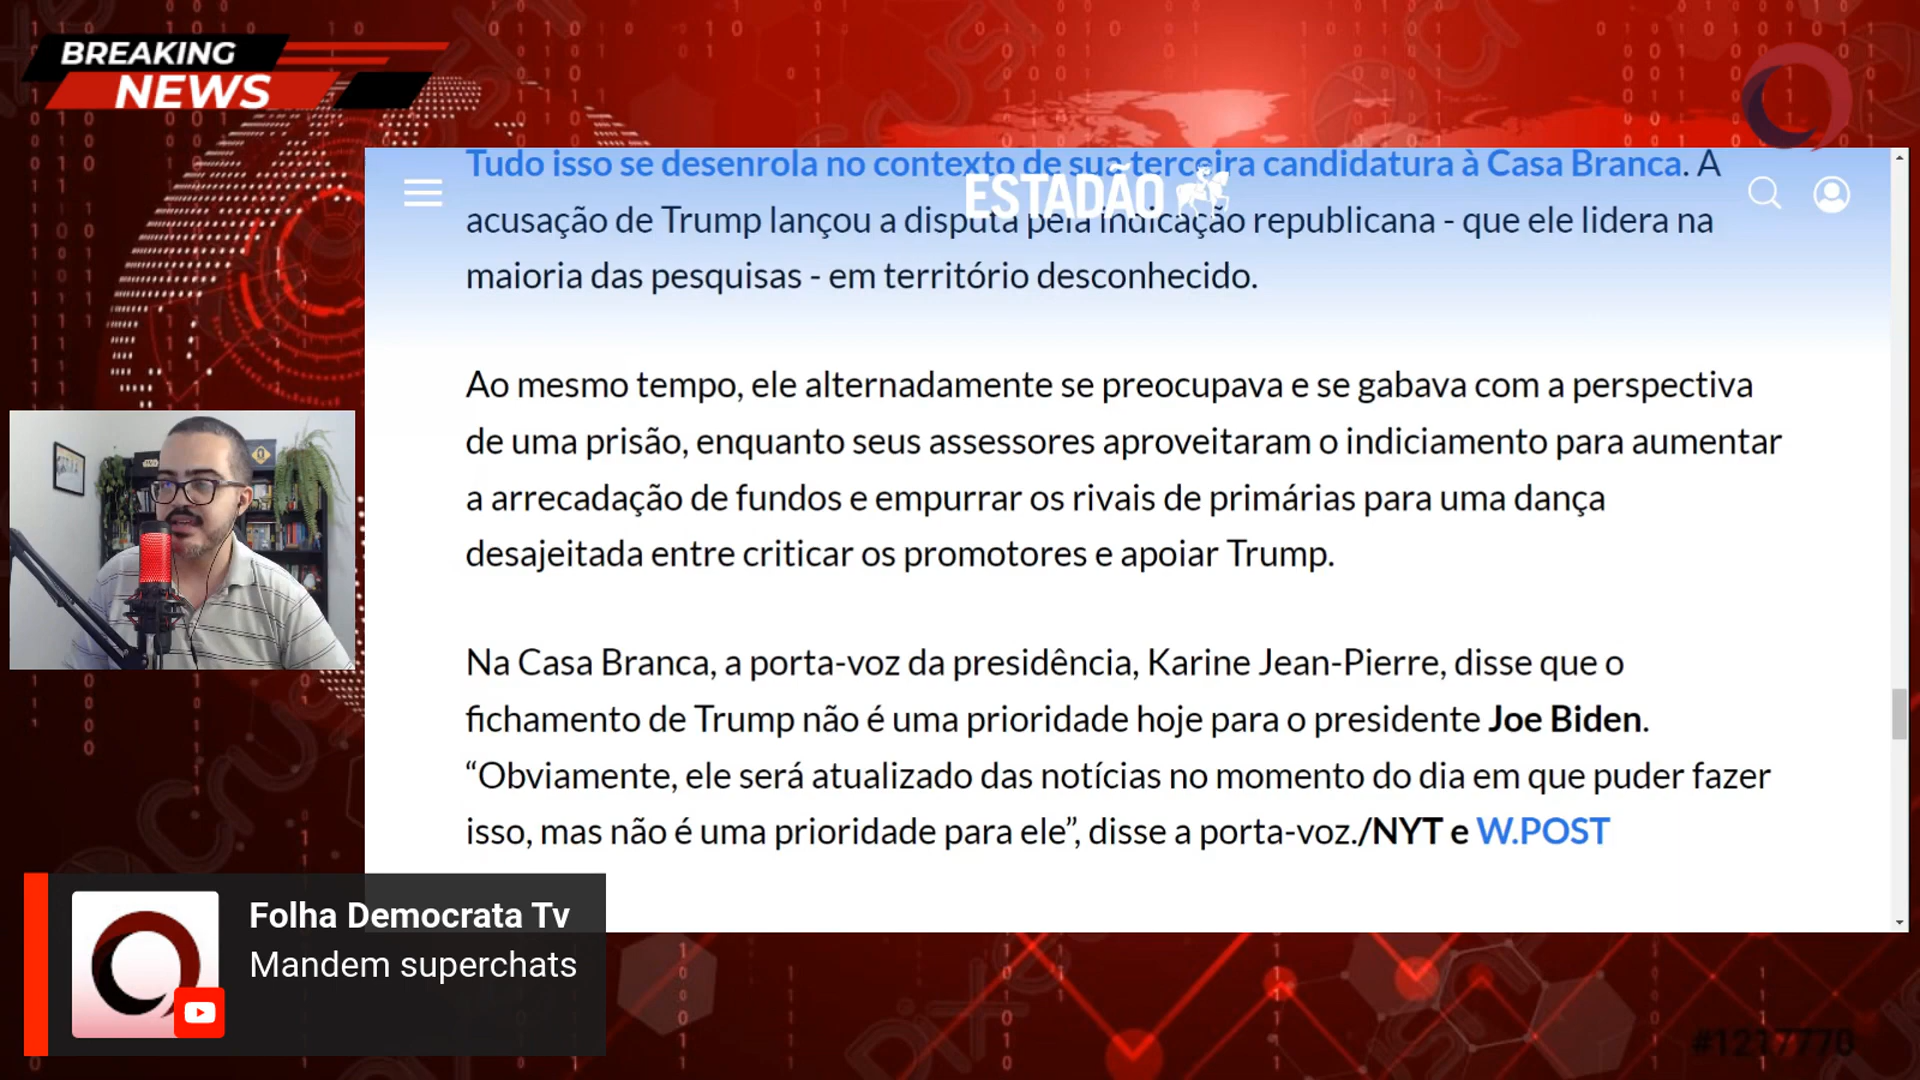 BREAKING
NEWS
Tudo isso se desenrola no contexto de sua terceira candidatura à Casa Branca. A
ESTADÃO
acusação de Trump lançou a disputa pela indicação republicana - que ele lidera na
maioria das pesquisas - em território desconhecido.
Ao mesmo tempo, ele alternadamente se preocupava e se gabava com a perspectiva
de uma prisão, enquanto seus assessores aproveitaram o indiciamento para aumentar
a arrecadação de fundos e empurrar os rivais de primárias para uma dança
desajeitada entre criticar os promotores e apoiar Trump.
Na Casa Branca, a porta-voz da presidência, Karine Jean-Pierre, disse que o
fichamento de Trump não é uma prioridade hoje para o presidente Joe Biden.
“Obviamente, ele será atualizado das notícias no momento do dia em que puder fazer
isso, mas não é uma prioridade para ele”, disse a porta-voz./NYT e W.POST
Folha Democrata Tv
Mandem superchats
#1217770